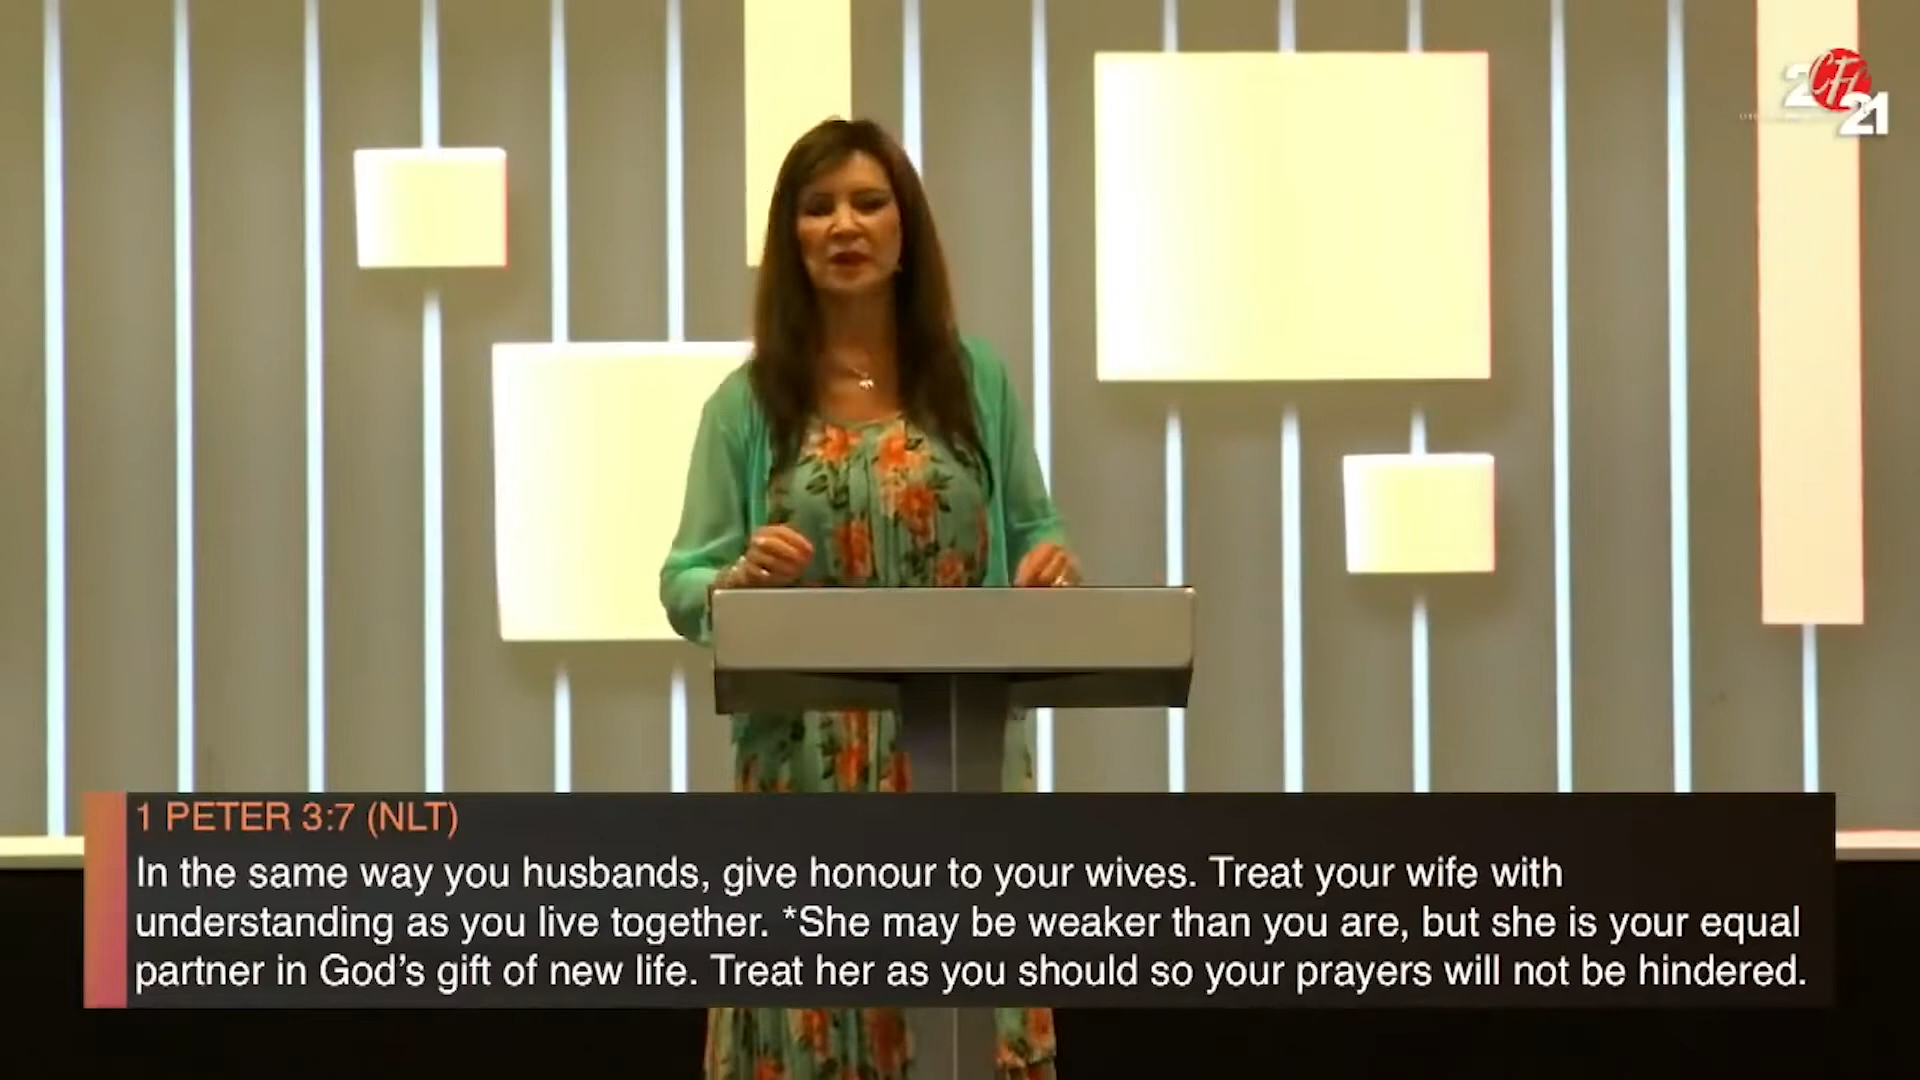 2 CFC
21
1 PETER 3:7 (NLT)
In the same way you husbands, give honour to your wives. Treat your wife with
understanding as you live together. *She may be weaker than you are, but she is your equal
partner in God’s gift of new life. Treat her as you should so your prayers will not be hindered.